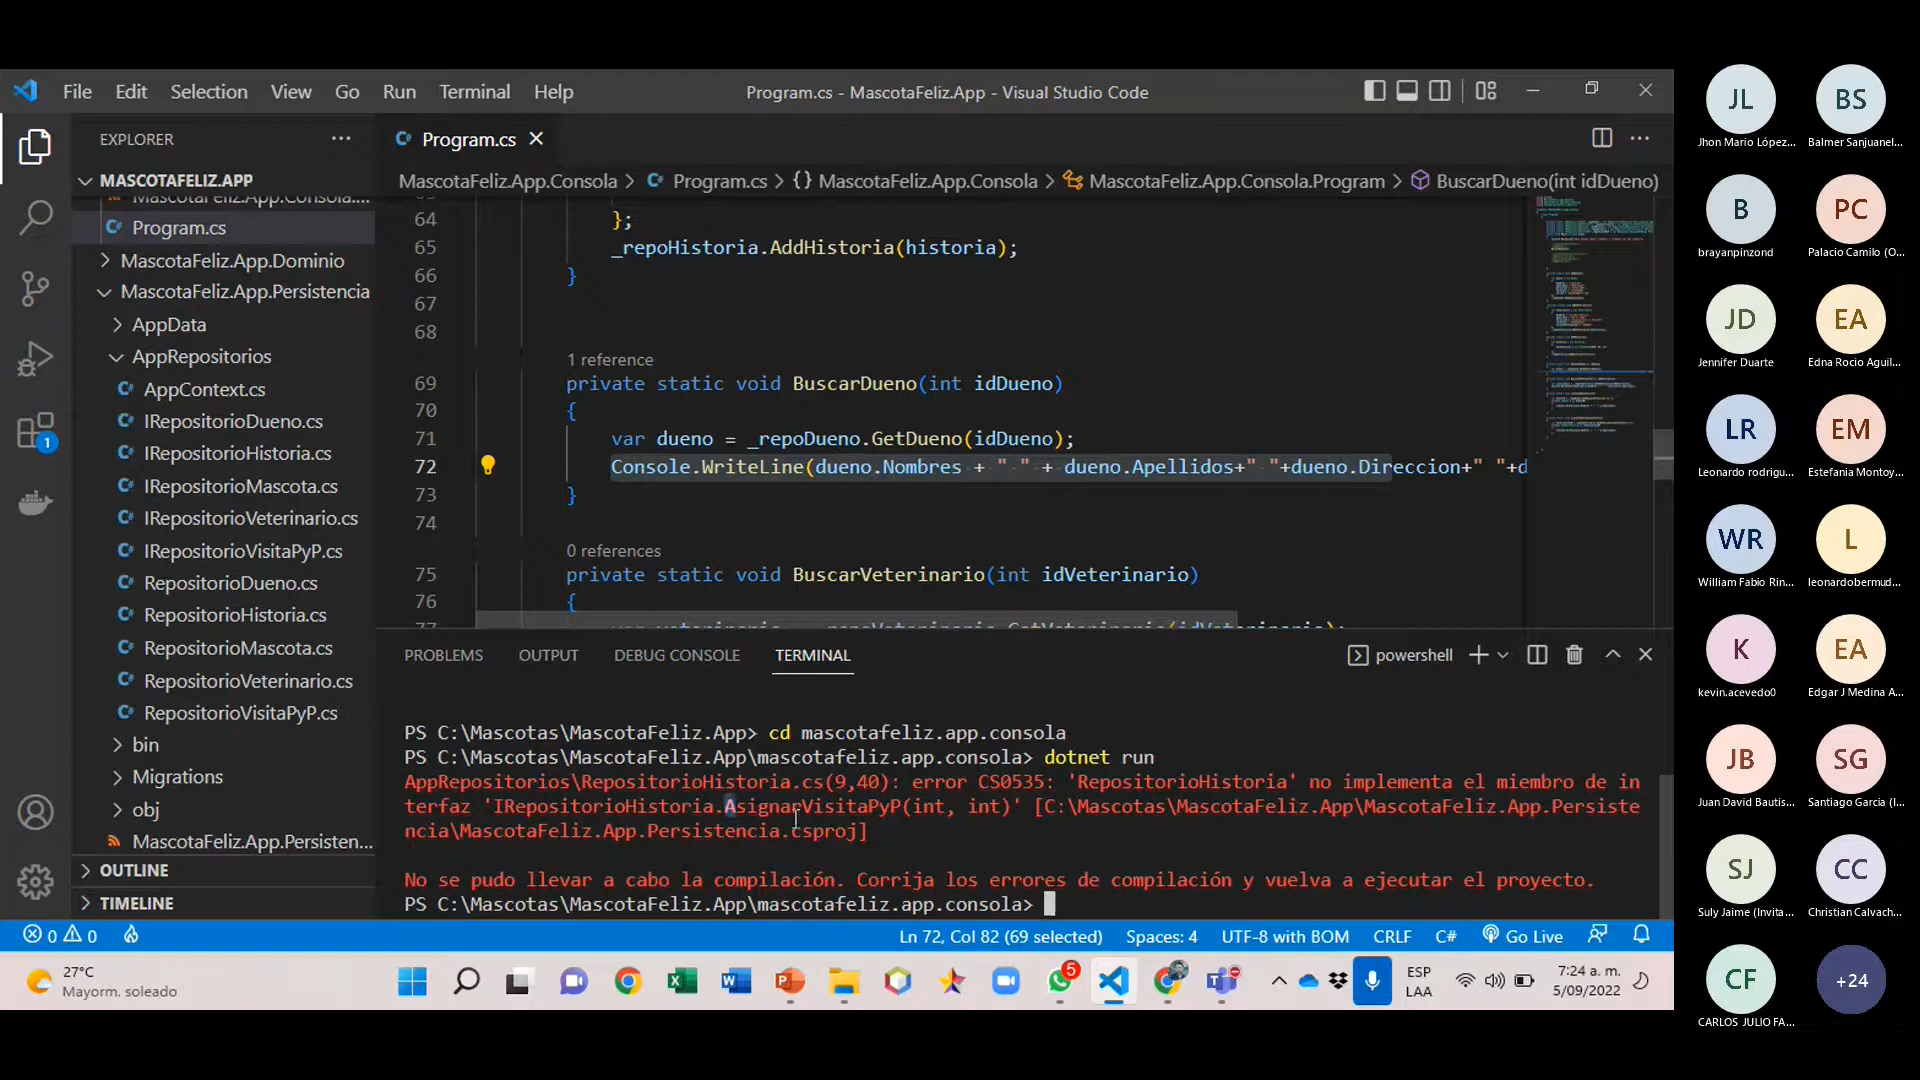 File Edit Selection View Go Run Terminal Help
Program.cs - MascotaFeliz.App - Visual Studio Code
EXPLORER
MASCOTAFELIZ.APP
MascotaFeliz.App.Consola....
Program.cs
MascotaFeliz.App.Dominio
MascotaFeliz.App.Persistencia
AppData
AppRepositorios
AppContext.cs
IRepositorioDueno.cs
IRepositorioHistoria.cs
IRepositorioMascota.cs
IRepositorioVeterinario.cs
IRepositorioVisitaPyP.cs
RepositorioDueno.cs
RepositorioHistoria.cs
RepositorioMascota.cs
RepositorioVeterinario.cs
RepositorioVisitaPyP.cs
bin
Migrations
obj
MascotaFeliz.App.Persisten...
OUTLINE
TIMELINE
1
Program.cs
MascotaFeliz.App.Consola > Program.cs > {} MascotaFeliz.App.Consola > MascotaFeliz.App.Consola.Program > BuscarDueno(int idDueno)
64 };
65 _repoHistoria.AddHistoria(historia);
66 }
67
68
1 reference
69 private static void BuscarDueno(int idDueno)
70 {
71 var dueno = _repoDueno.GetDueno(idDueno);
72 Console.WriteLine(dueno.Nombres + " " + dueno.Apellidos+" "+dueno.Direccion+" "+d
73 }
74
0 references
75 private static void BuscarVeterinario(int idVeterinario)
76 {
PROBLEMS OUTPUT DEBUG CONSOLE TERMINAL
powershell
PS C:\Mascotas\MascotaFeliz.App> cd mascotafeliz.app.consola
PS C:\Mascotas\MascotaFeliz.App\mascotafeliz.app.consola> dotnet run
AppRepositorios\RepositorioHistoria.cs(9,40): error CS0535: 'RepositorioHistoria' no implementa el miembro de in
terfaz 'IRepositorioHistoria.AsignarVisitaPyP(int, int)' [C:\Mascotas\MascotaFeliz.App\MascotaFeliz.App.Persiste
ncia\MascotaFeliz.App.Persistencia.csproj]
No se pudo llevar a cabo la compilación. Corrija los errores de compilación y vuelva a ejecutar el proyecto.
PS C:\Mascotas\MascotaFeliz.App\mascotafeliz.app.consola>
0 0
Ln 72, Col 82 (69 selected) Spaces: 4 UTF-8 with BOM CRLF C# Go Live
27°C
Mayorm. soleado
5
ESP
LAA
7:24 a. m.
5/09/2022
JL BS
Jhon Mario López... Balmer Sanjuanel...
B PC
brayanpinzond Palacio Camilo (O...
JD EA
Jennifer Duarte Edna Rocio Aguil...
LR EM
Leonardo rodrigu... Estefania Montoy...
WR L
William Fabio Rin... leonardobermud...
K EA
kevin.acevedo0 Edgar J Medina A...
JB SG
Juan David Bautis... Santiago Garcia (I...
SJ CC
Suly Jaime (Invita... Christian Calvach...
CF +24
CARLOS JULIO FA...